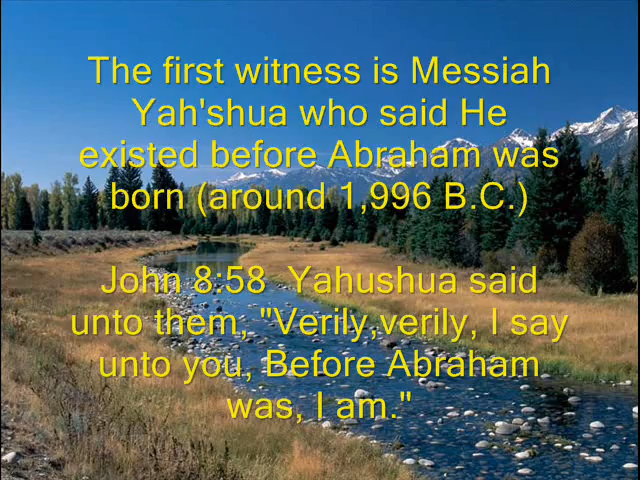 The first witness is Messiah
Yah'shua who said He
existed before Abraham was
born (around 1,996 B.C.)
John 8:58  Yahushua said
unto them, "Verily,verily, I say
unto you, Before Abraham
was, I am."